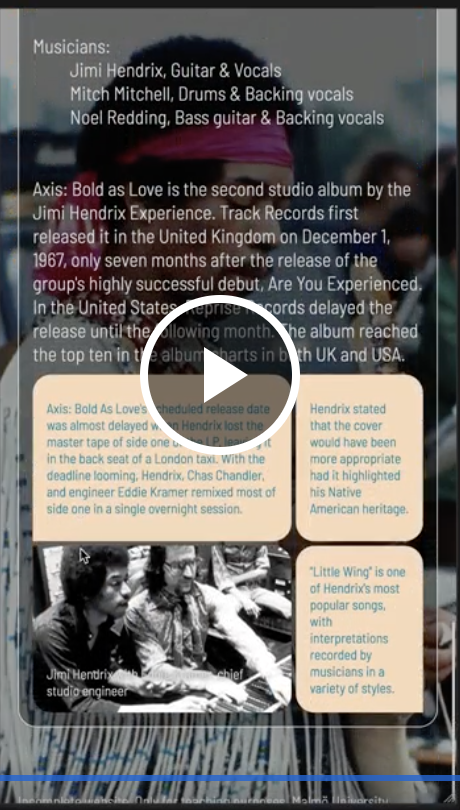 Musicians:
Jimi Hendrix, Guitar & Vocals
Mitch Mitchell, Drums & Backing vocals
Noel Redding, Bass guitar & Backing vocals
Axis: Bold as Love is the second studio album by the
Jimi Hendrix Experience. Track Records first
released it in the United Kingdom on December 1,
1967, only seven months after the release of the
group's highly successful debut, Are You Experienced.
In the United States, Reprise Records delayed the
release until the following month. The album reached
the top ten in the album charts in both UK and USA.
Axis: Bold As Love's scheduled release date
was almost delayed when Hendrix lost the
master tape of side one of the LP, leaving it
in the back seat of a London taxi. With the
deadline looming, Hendrix, Chas Chandler,
and engineer Eddie Kramer remixed most of
side one in a single overnight session.
Hendrix stated
that the cover
would have been
more appropriate
had it highlighted
his Native
American heritage.
Jimi Hendrix with chief
studio engineer
"Little Wing" is one
of Hendrix's most
popular songs,
with
interpretations
recorded by
musicians in a
variety of styles.
Incomplete website. Only for teaching purposes. Malmö University